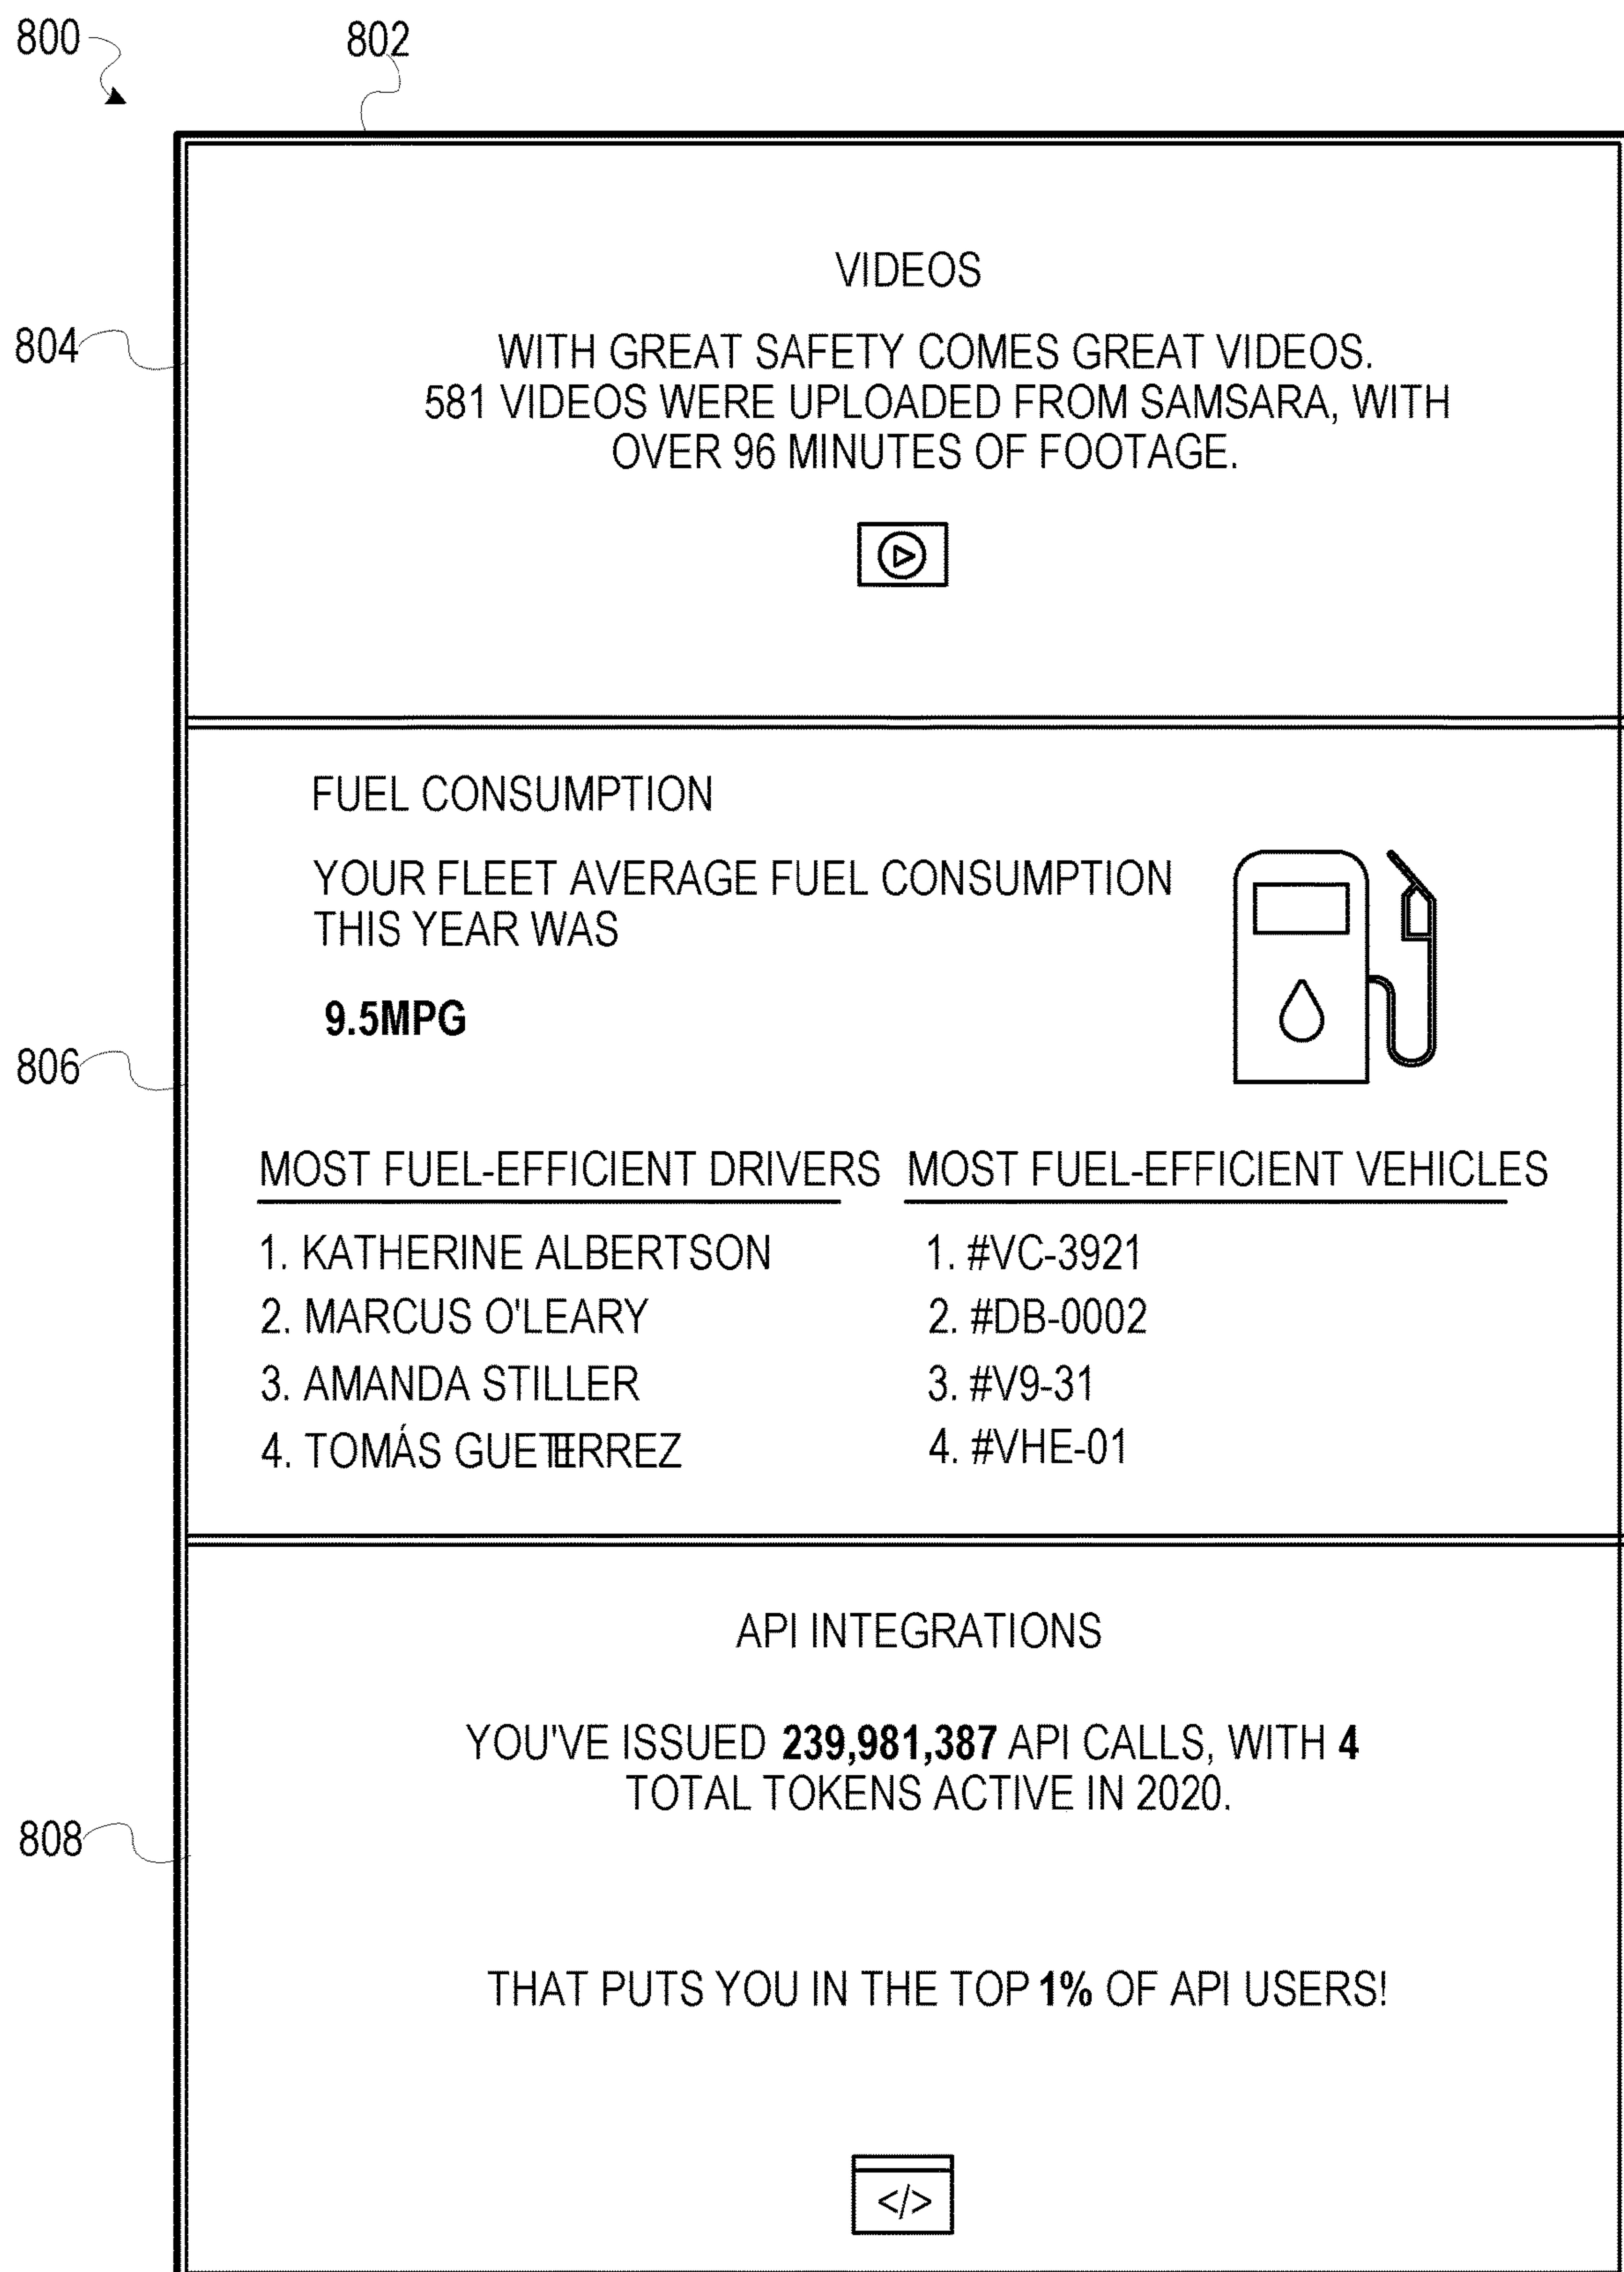 800
802
VIDEOS
804
WITH GREAT SAFETY COMES GREAT VIDEOS.
581 VIDEOS WERE UPLOADED FROM SAMSARA, WITH
OVER 96 MINUTES OF FOOTAGE.
FUEL CONSUMPTION
YOUR FLEET AVERAGE FUEL CONSUMPTION
THIS YEAR WAS
9.5MPG
806
MOST FUEL-EFFICIENT DRIVERS
1. KATHERINE ALBERTSON
2. MARCUS O'LEARY
3. AMANDA STILLER
4. TOMÁS
MOST FUEL-EFFICIENT VEHICLES
1. #VC-3921
2. #DB-0002
3. #V9-31
4. #VHE-01
API INTEGRATIONS
YOU'VE ISSUED 239,981,387 API CALLS, WITH 4
TOTAL TOKENS ACTIVE IN 2020.
808
THAT PUTS YOU IN THE TOP 1% OF API USERS!
</>